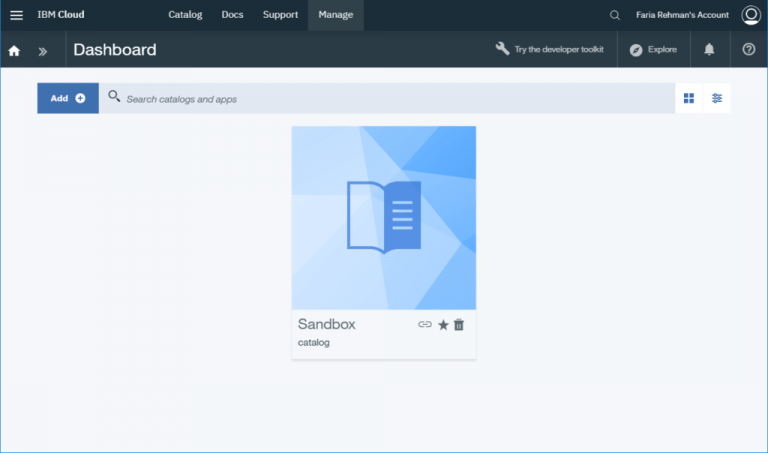 IBM Cloud Catalog Docs Support Manage Faria Rehman's Account
Dashboard Try the developer toolkit Explore
Add Search catalogs and apps
Sandbox
catalog